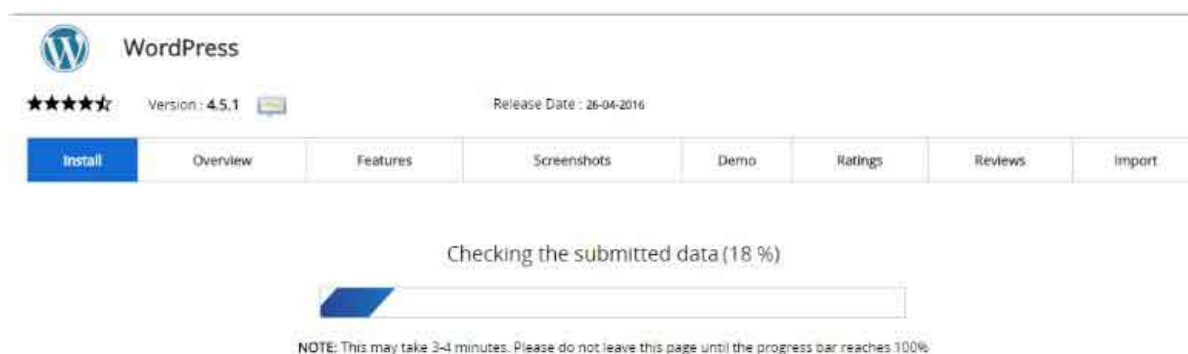 WordPress
Version : 4.5.1 Release Date : 26-04-2016
Install Overview Features Screenshots Demo Ratings Reviews Import
Checking the submitted data (18 %)
NOTE: This may take 3-4 minutes. Please do not leave this page until the progress bar reaches 100%